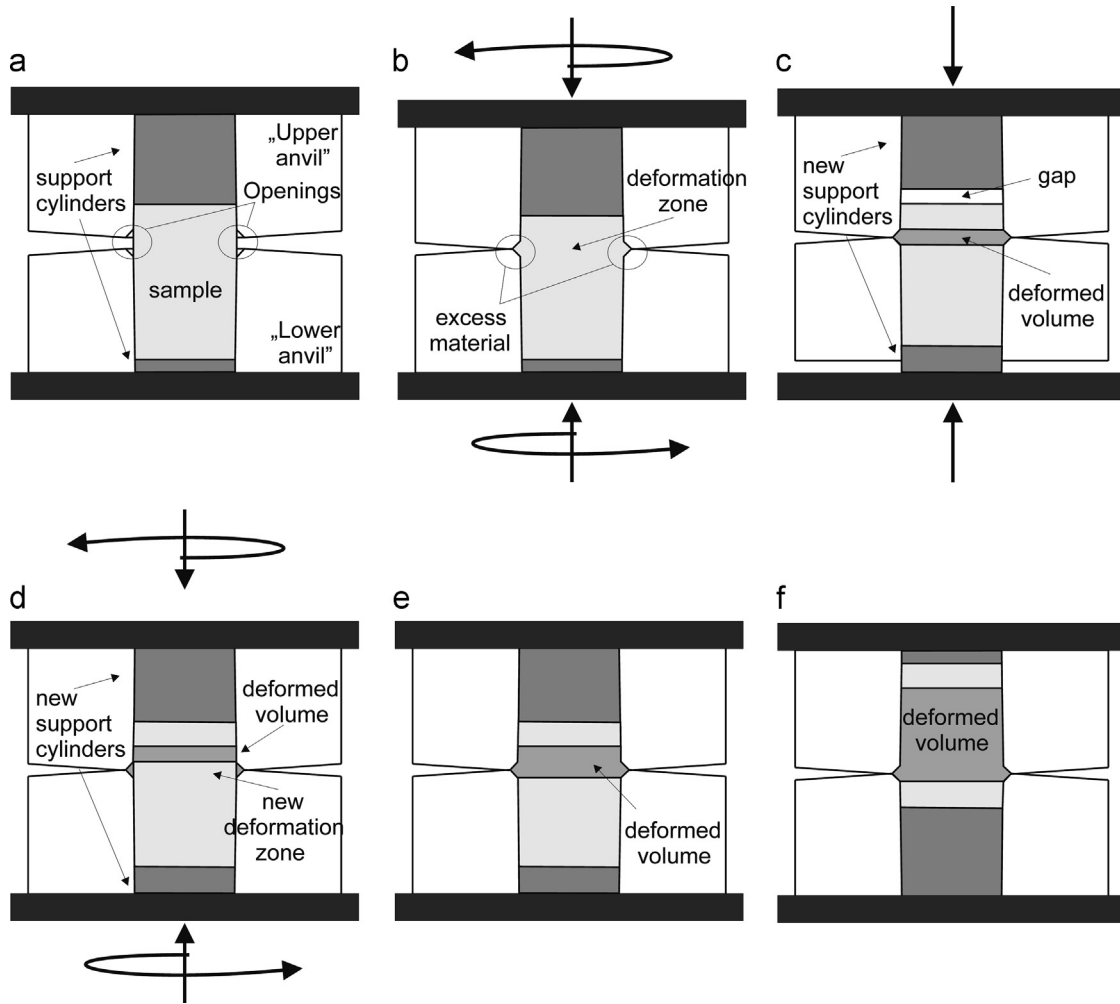 a
„Upper
anvil”
support
cylinders
Openings
sample
„Lower
anvil”
b
deformation
zone
excess
material
c
new
support
cylinders
gap
deformed
volume
d
new
support
cylinders
deformed
volume
new
deformation
zone
e
deformed
volume
f
deformed
volume